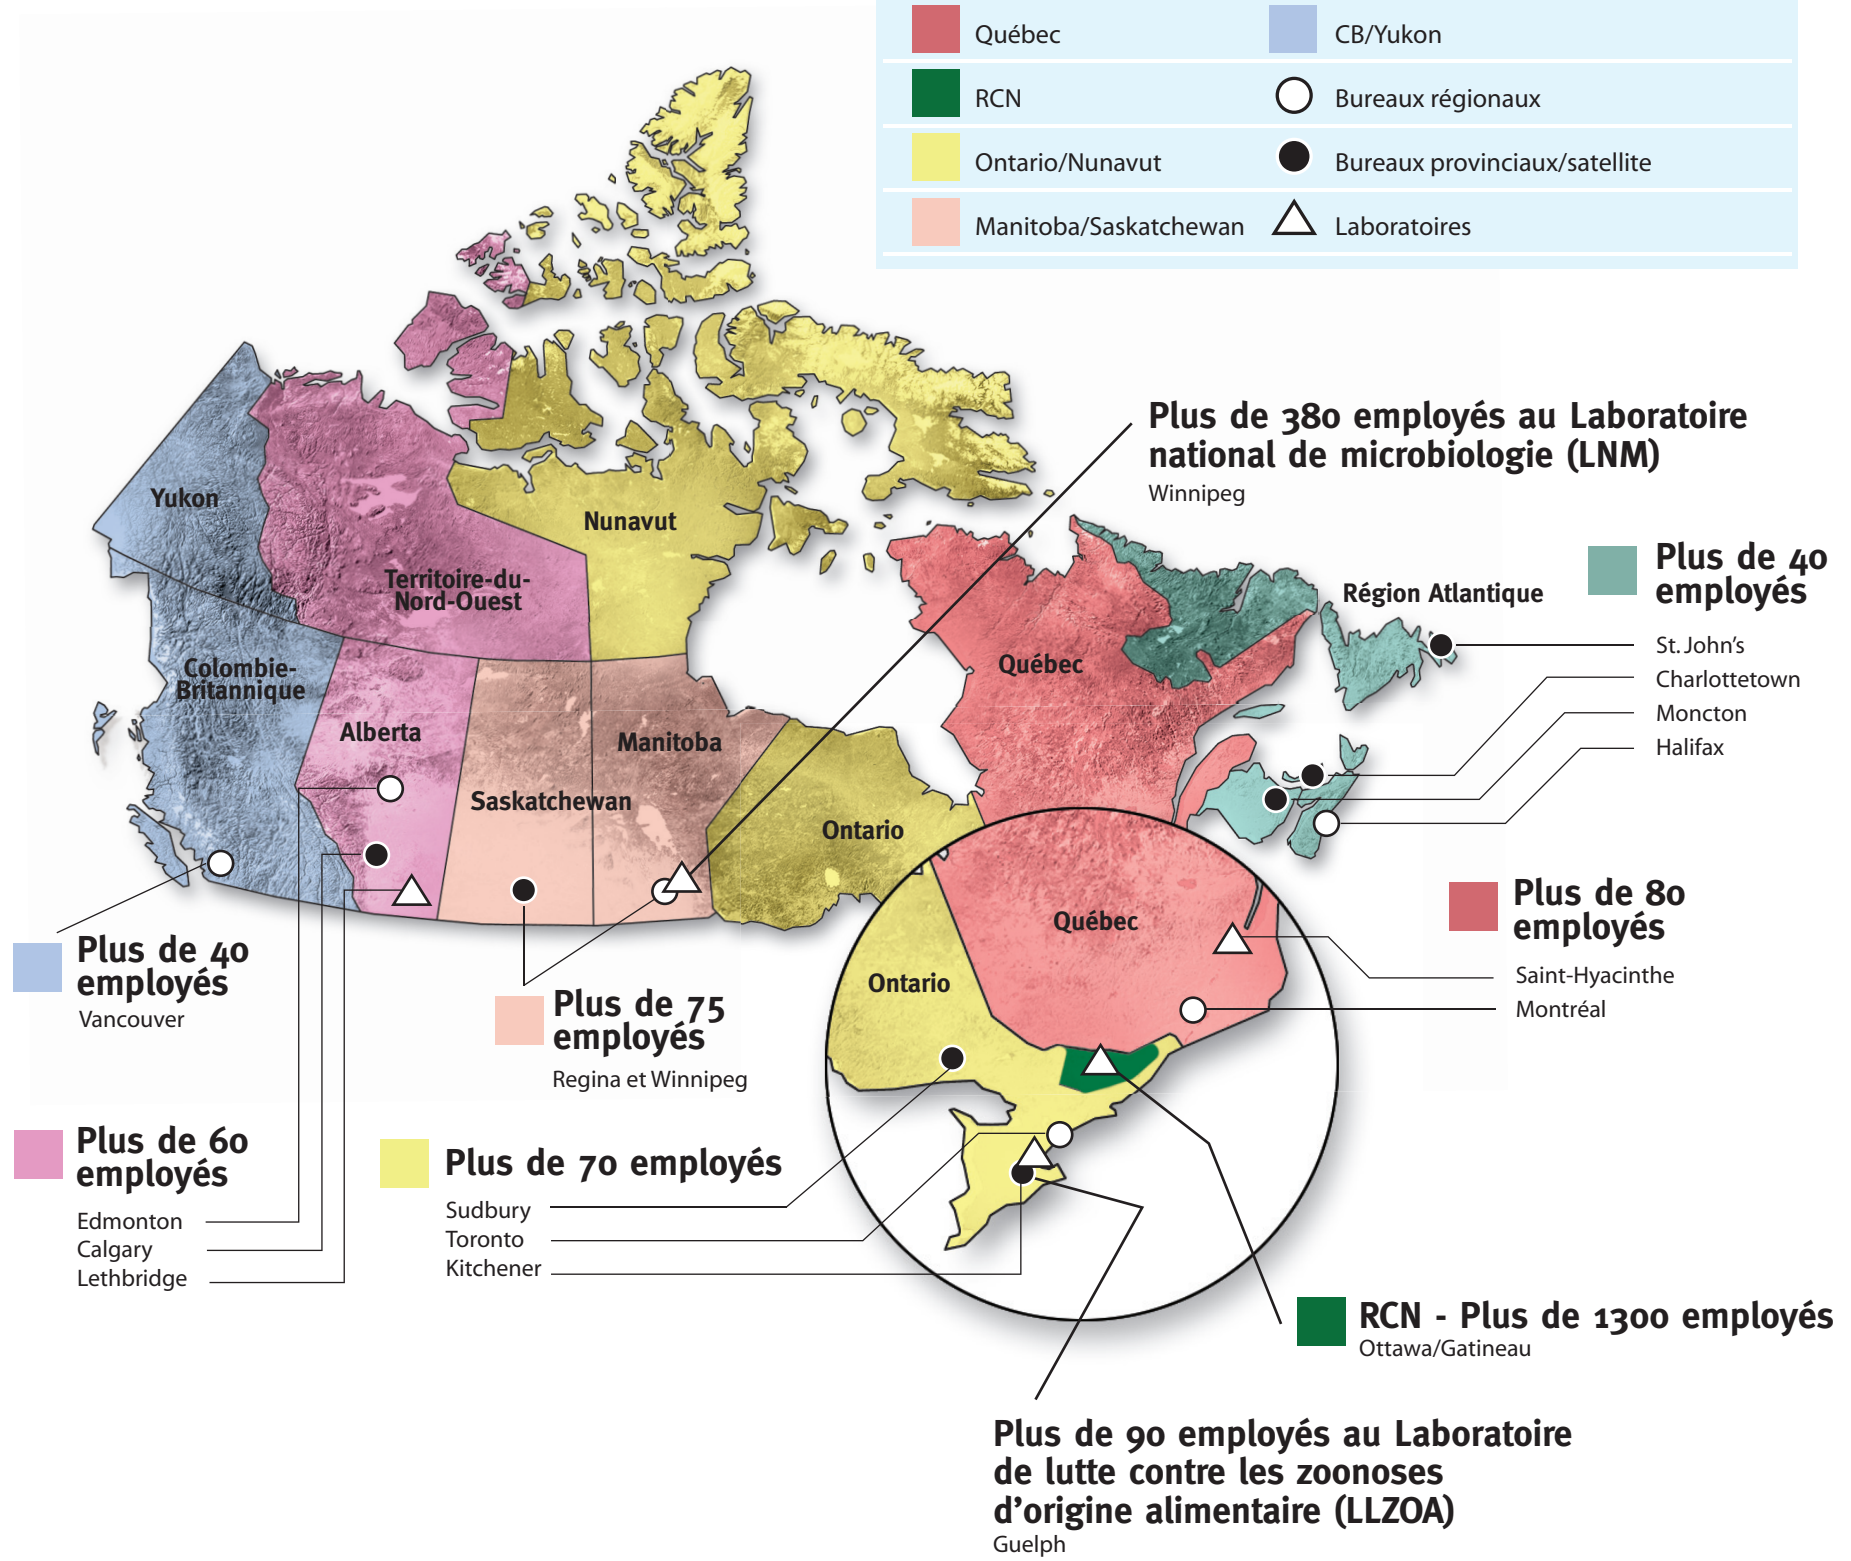 Québec
CB/Yukon
RCN
Bureaux régionaux
Ontario/Nunavut
Bureaux provinciaux/satellite
Manitoba/Saskatchewan
Laboratoires
Plus de 380 employés au Laboratoire
national de microbiologie (LNM)
Winnipeg
Yukon
Nunavut
Territoire-du-
Nord-Ouest
Colombie-
Britannique
Alberta
Saskatchewan
Manitoba
Ontario
Québec
Région Atlantique
Plus de 40
employés
St. John's
Charlottetown
Moncton
Halifax
Plus de 80
employés
Saint-Hyacinthe
Montréal
Québec
Ontario
Plus de 40
employés
Vancouver
Plus de 75
employés
Regina et Winnipeg
Plus de 60
employés
Edmonton
Calgary
Lethbridge
Plus de 70 employés
Sudbury
Toronto
Kitchener
RCN - Plus de 1300 employés
Ottawa/Gatineau
Plus de 90 employés au Laboratoire
de lutte contre les zoonoses
d'origine alimentaire (LLZOA)
Guelph